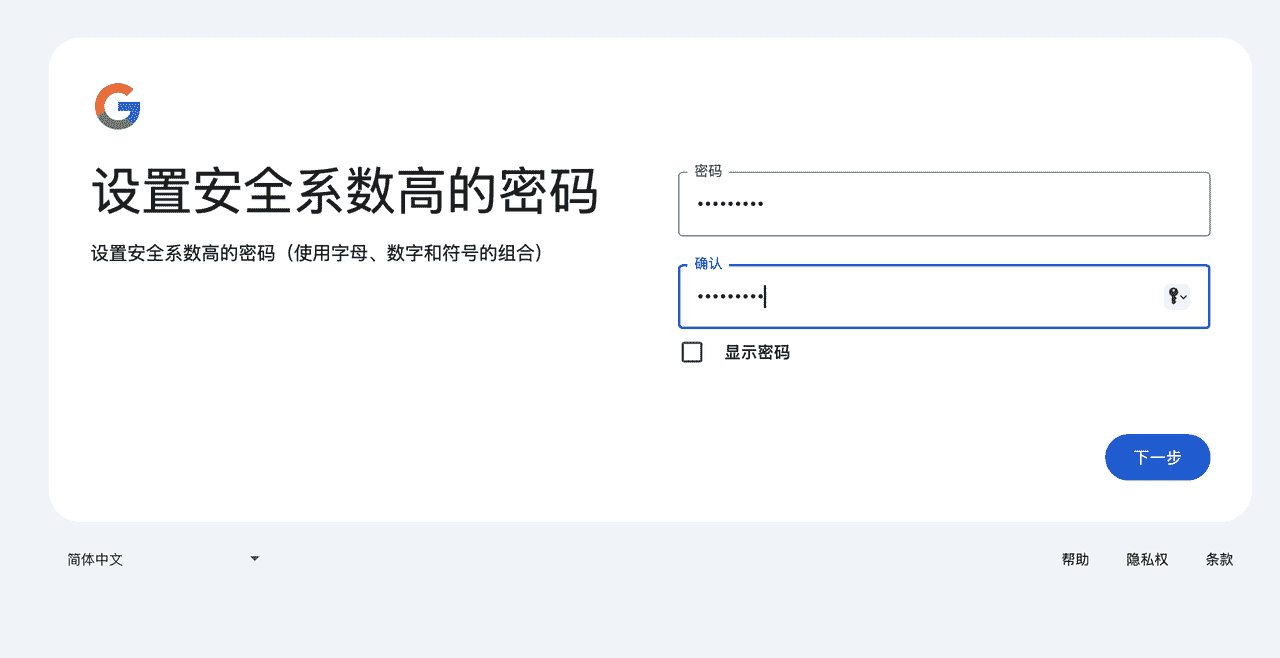 设置安全系数高的密码
设置安全系数高的密码（使用字母、数字和符号的组合）
密码
•••••••••
确认
•••••••••
显示密码
下一步
简体中文
帮助 隐私权 条款